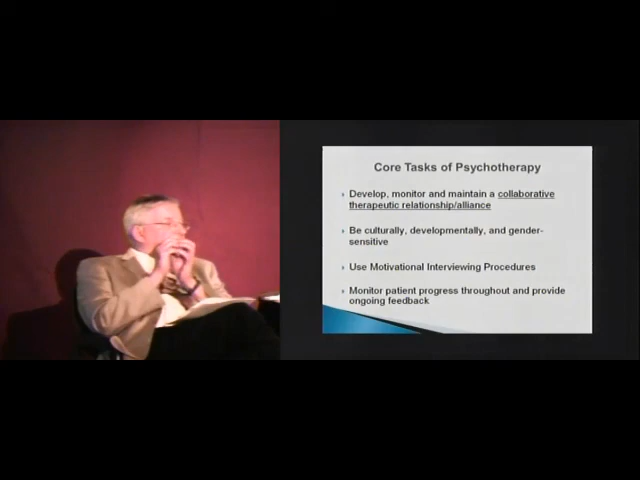 Core Tasks of Psychotherapy
Develop, monitor and maintain a collaborative
therapeutic relationship/alliance
Be culturally, developmentally, and gender-
sensitive
Use Motivational Interviewing Procedures
Monitor patient progress throughout and provide
ongoing feedback